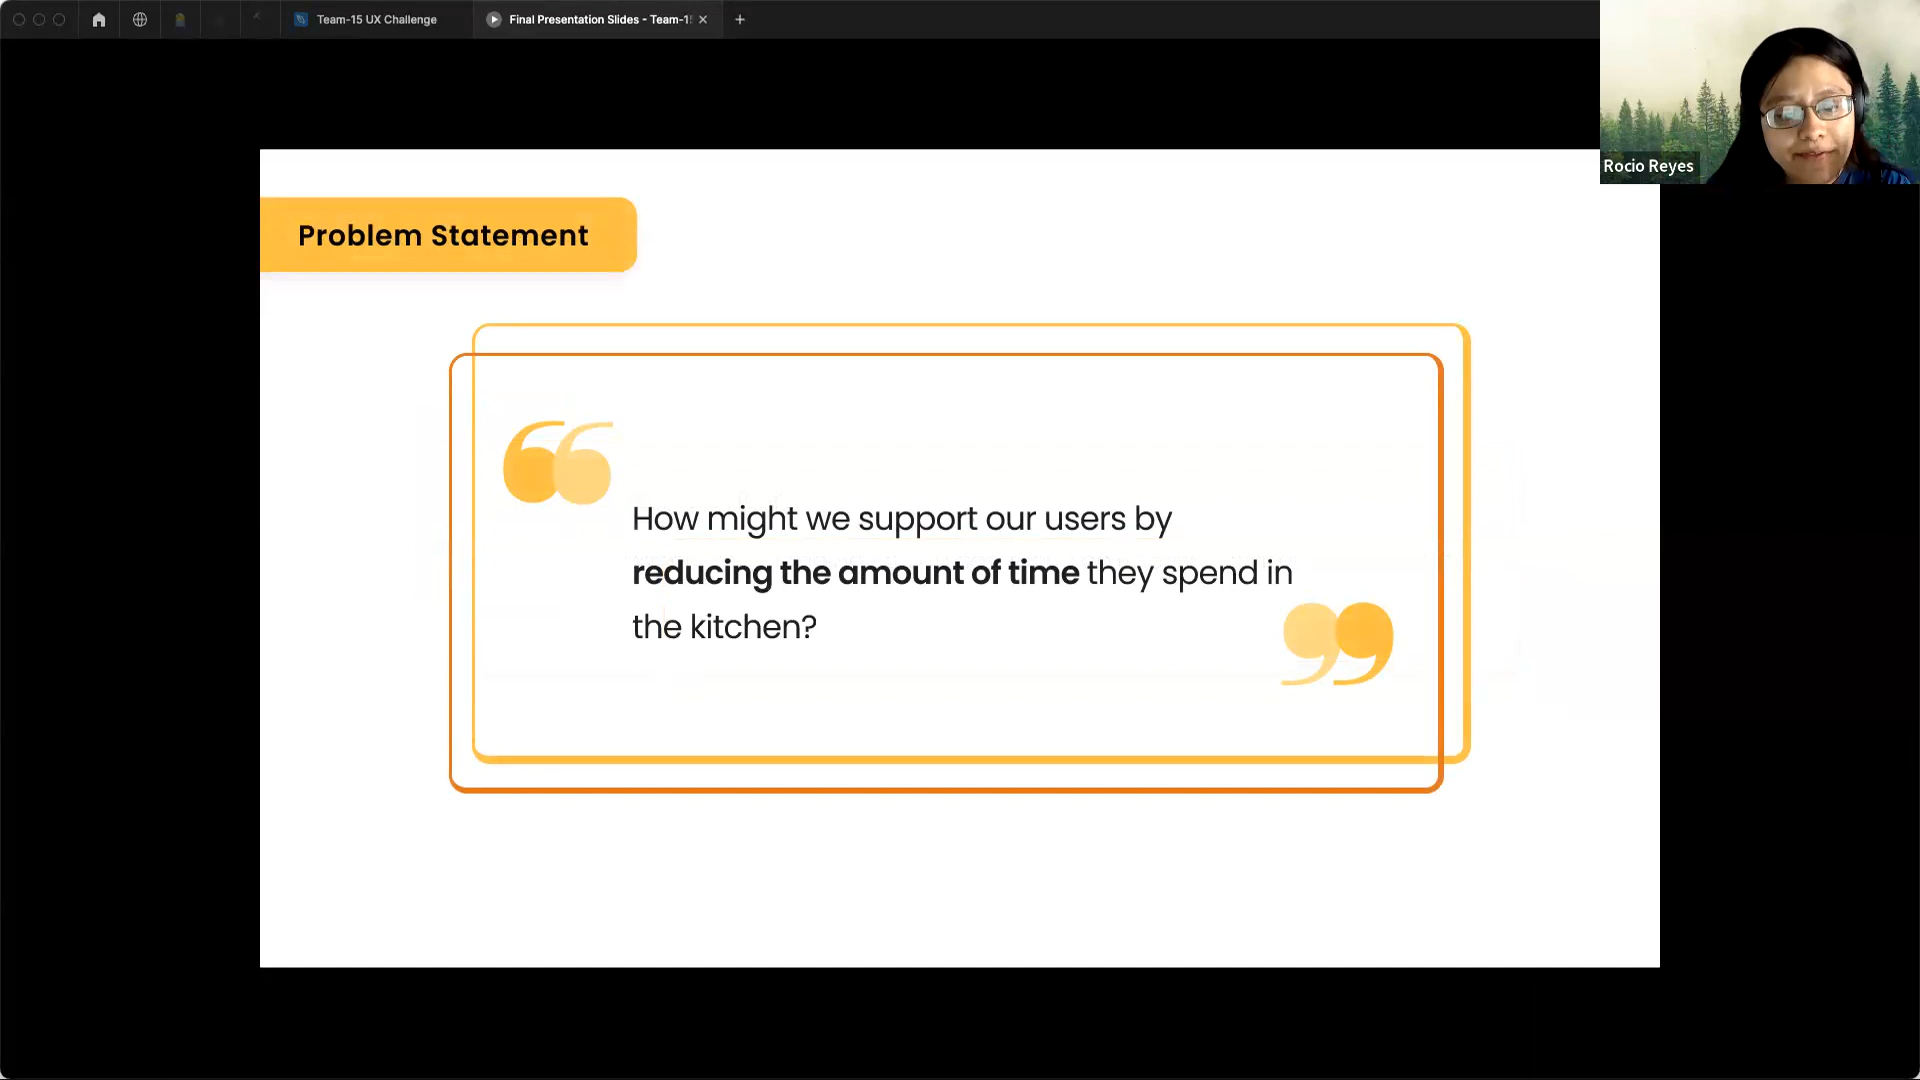 Team-15 UX Challenge
Final Presentation Slides - Team-1
Rocio Reyes
Problem Statement
How might we support our users by
reducing the amount of time they spend in
the kitchen?